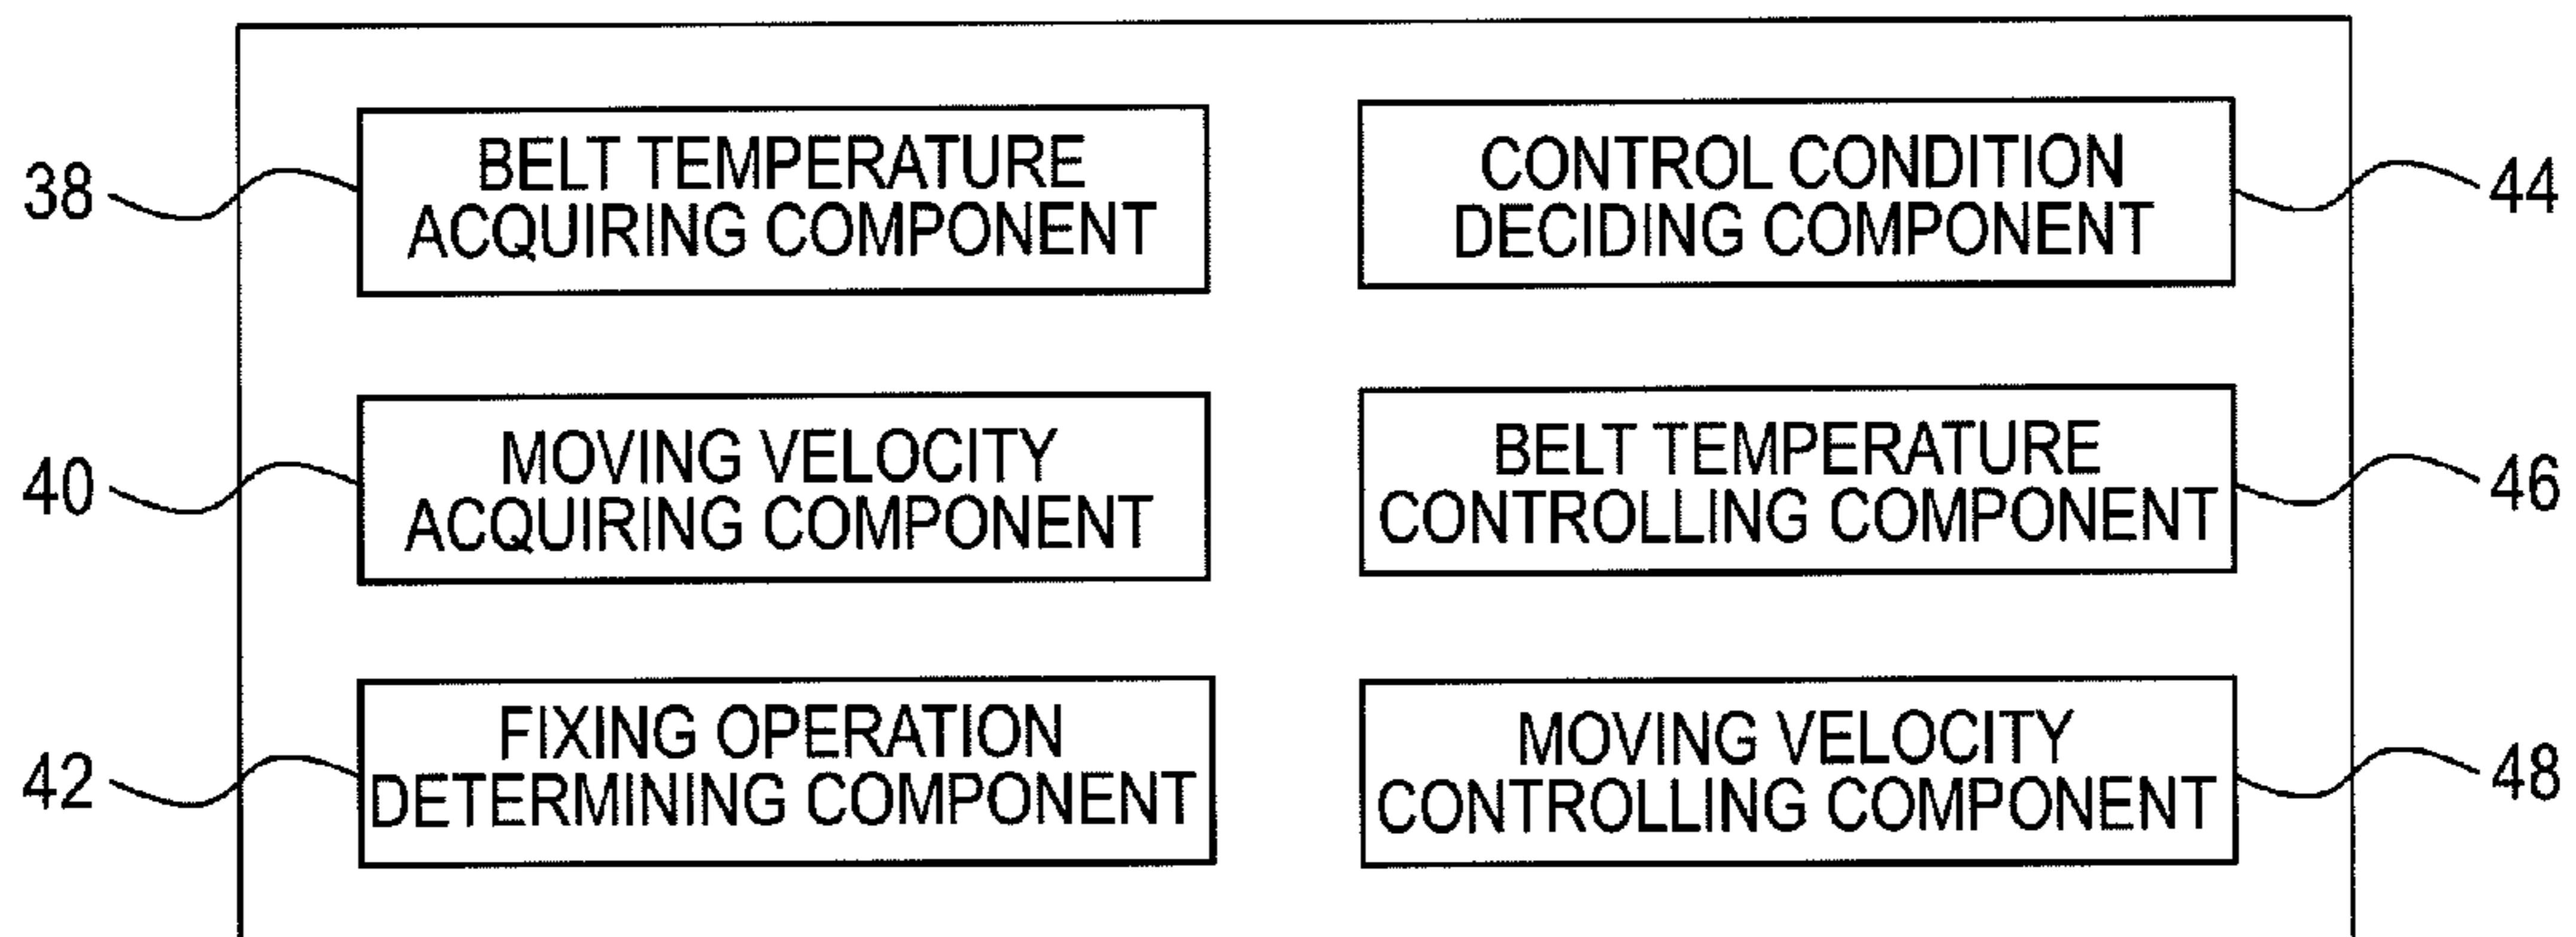 38
BELT TEMPERATURE
ACQUIRING COMPONENT
CONTROL CONDITION
DECIDING COMPONENT
44
40
MOVING VELOCITY
ACQUIRING COMPONENT
BELT TEMPERATURE
CONTROLLING COMPONENT
46
42
FIXING OPERATION
DETERMINING COMPONENT
MOVING VELOCITY
CONTROLLING COMPONENT
48